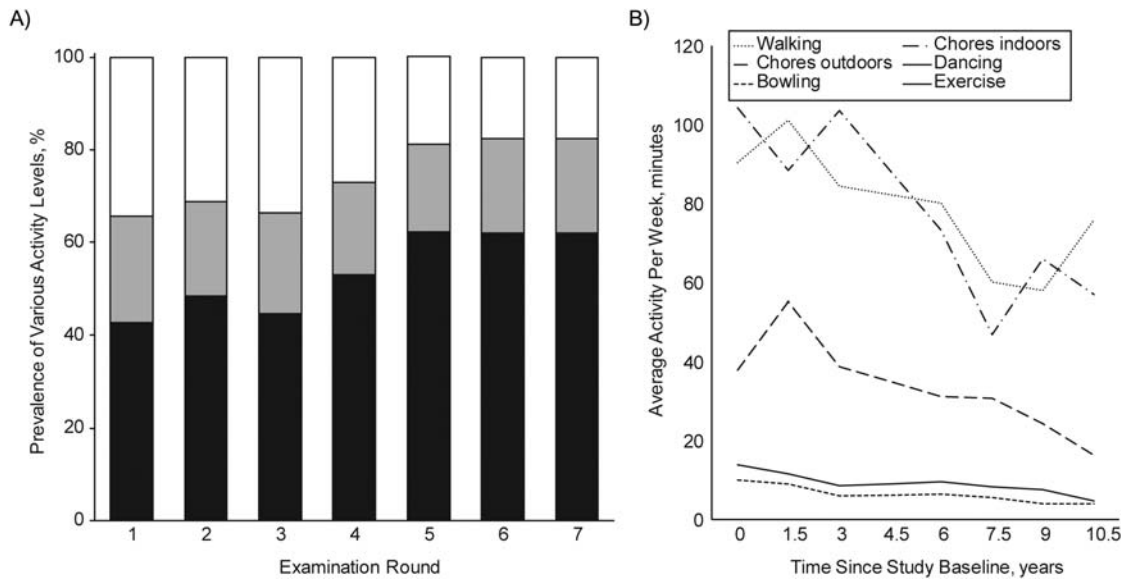 A)
Prevalence of Various Activity Levels, %
100
80
60
40
20
0
1 2 3 4 5 6 7
Examination Round
B)
Average Activity Per Week, minutes
120
100
80
60
40
20
0
Walking
Chores outdoors
Bowling
Chores indoors
Dancing
Exercise
0 1.5 3 4.5 6 7.5 9 10.5
Time Since Study Baseline, years